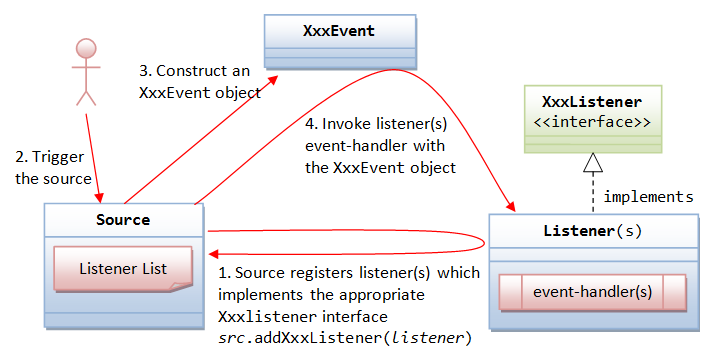 XxxEvent
3. Construct an
XxxEvent object
XxxListener
<<interface>>
4. Invoke listener(s)
event-handler with
the XxxEvent object
2. Trigger
the source
implements
Source
Listener List
Listener(s)
event-handler(s)
1. Source registers listener(s) which
implements the appropriate
Xxxlistener interface
src.addXxxListener(listener)